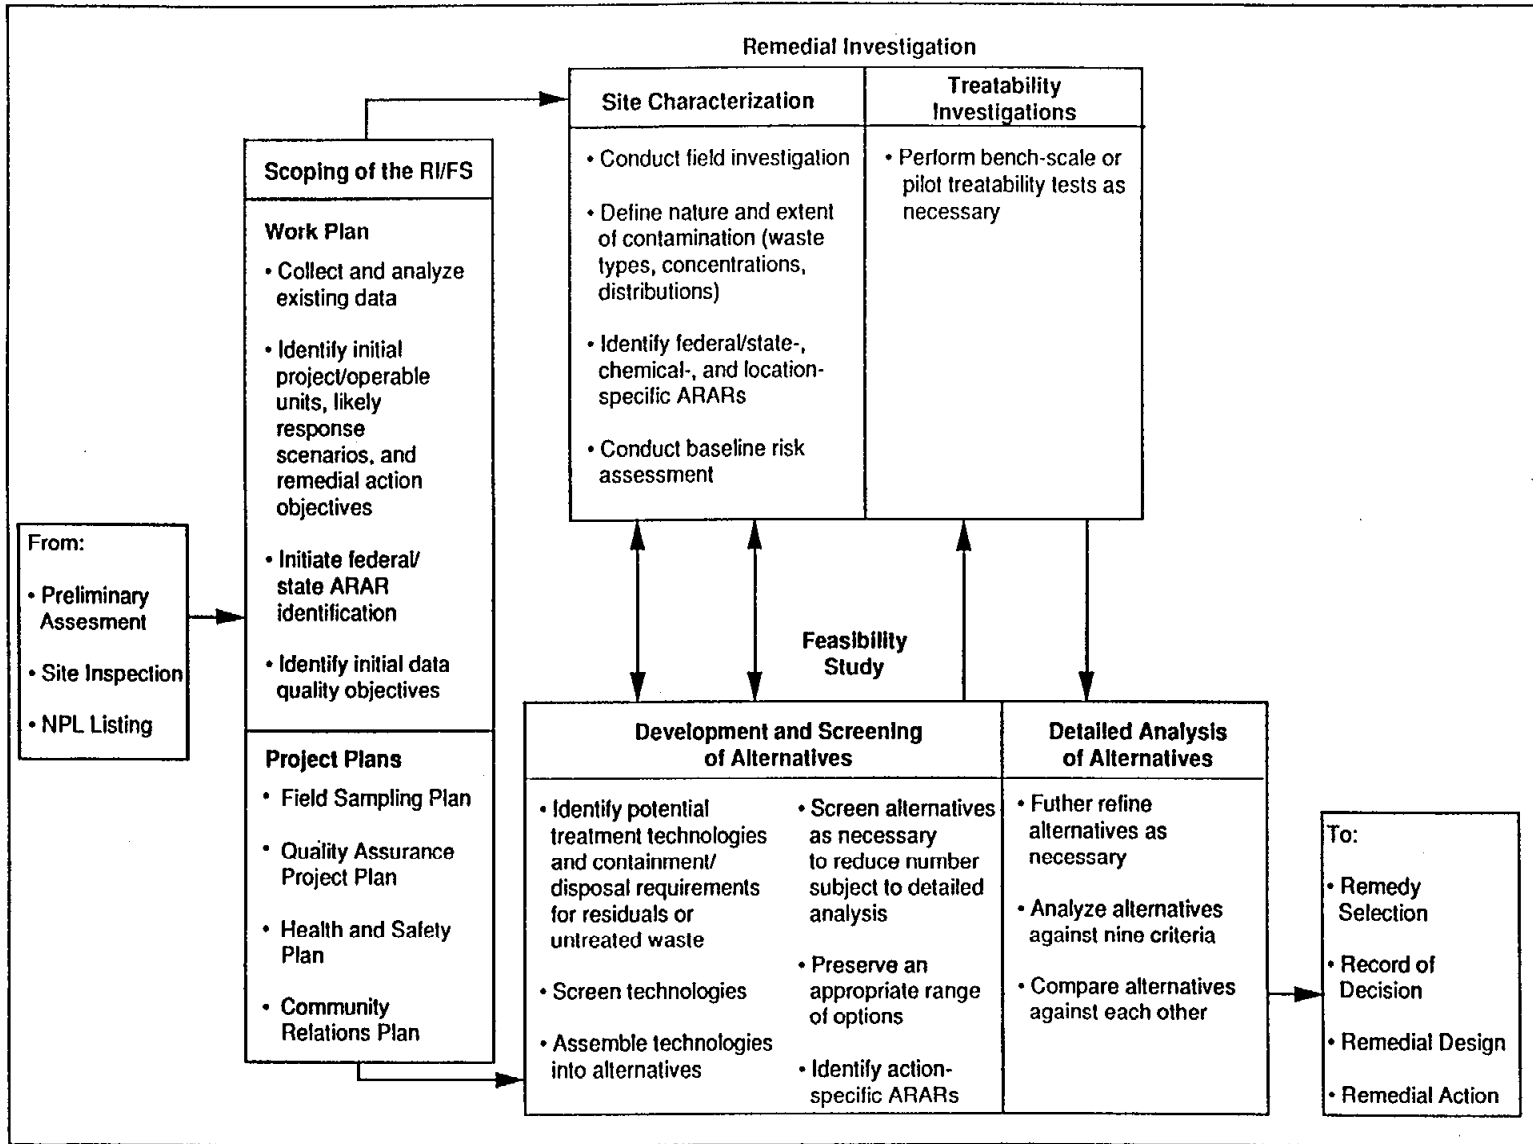 Remedial Investigation
Site Characterization
• Conduct field investigation
• Define nature and extent
of contamination (waste
types, concentrations,
distributions)
• Identify federal/state-,
chemical-, and location-
specific ARARs
• Conduct baseline risk
assessment
Treatability
Investigations
• Perform bench-scale or
pilot treatability tests as
necessary
Scoping of the RI/FS
Work Plan
• Collect and analyze
existing data
• Identify initial
project/operable
units, likely
response
scenarios, and
remedial action
objectives
• Initiate federal/
state ARAR
identification
• Identify initial data
quality objectives
Project Plans
• Field Sampling Plan
• Quality Assurance
Project Plan
• Health and Safety
Plan
• Community
Relations Plan
From:
• Preliminary
Assesment
• Site Inspection
• NPL Listing
Feasibility
Study
Development and Screening
of Alternatives
• Identify potential
treatment technologies
and containment/
disposal requirements
for residuals or
untreated waste
• Screen technologies
• Assemble technologies
into alternatives
• Screen alternatives
as necessary
to reduce number
subject to detailed
analysis
• Preserve an
appropriate range
of options
• Identify action-
specific ARARs
Detailed Analysis
of Alternatives
• Futher refine
alternatives as
necessary
• Analyze alternatives
against nine criteria
• Compare alternatives
against each other
To:
• Remedy
Selection
• Record of
Decision
• Remedial Design
• Remedial Action